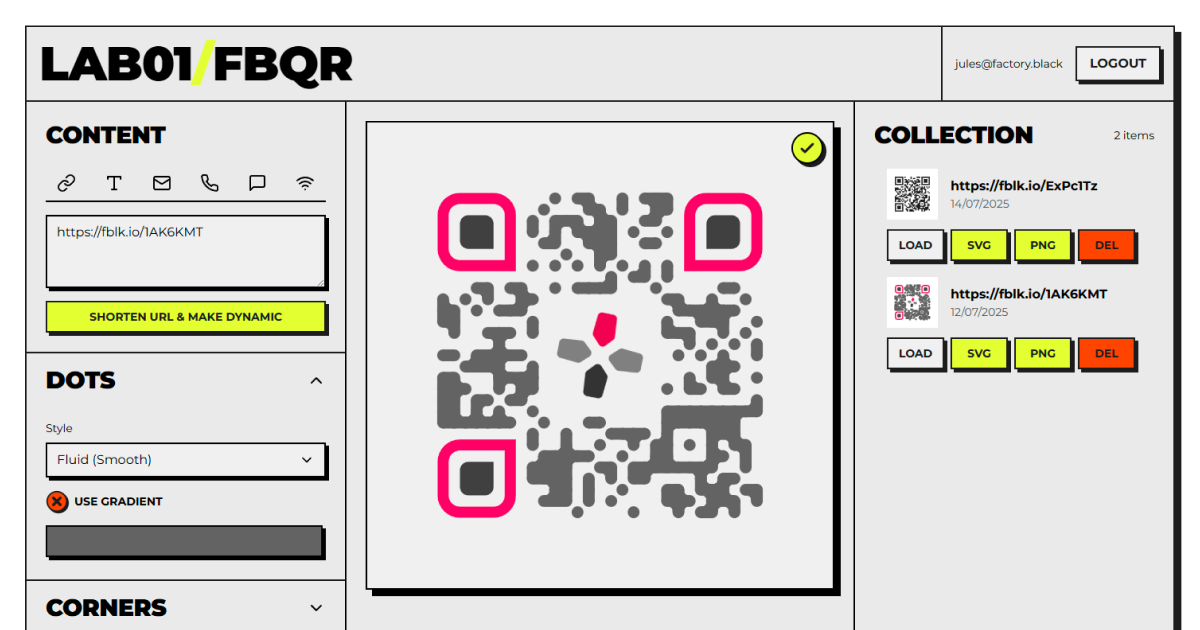 LAB01/FBQR
jules@factory.black
LOGOUT
CONTENT
https://fblk.io/1AK6KMT
SHORTEN URL & MAKE DYNAMIC
DOTS
Style
Fluid (Smooth)
USE GRADIENT
CORNERS
COLLECTION
2 items
https://fblk.io/ExPc1Tz
14/07/2025
LOAD
SVG
PNG
DEL
https://fblk.io/1AK6KMT
12/07/2025
LOAD
SVG
PNG
DEL